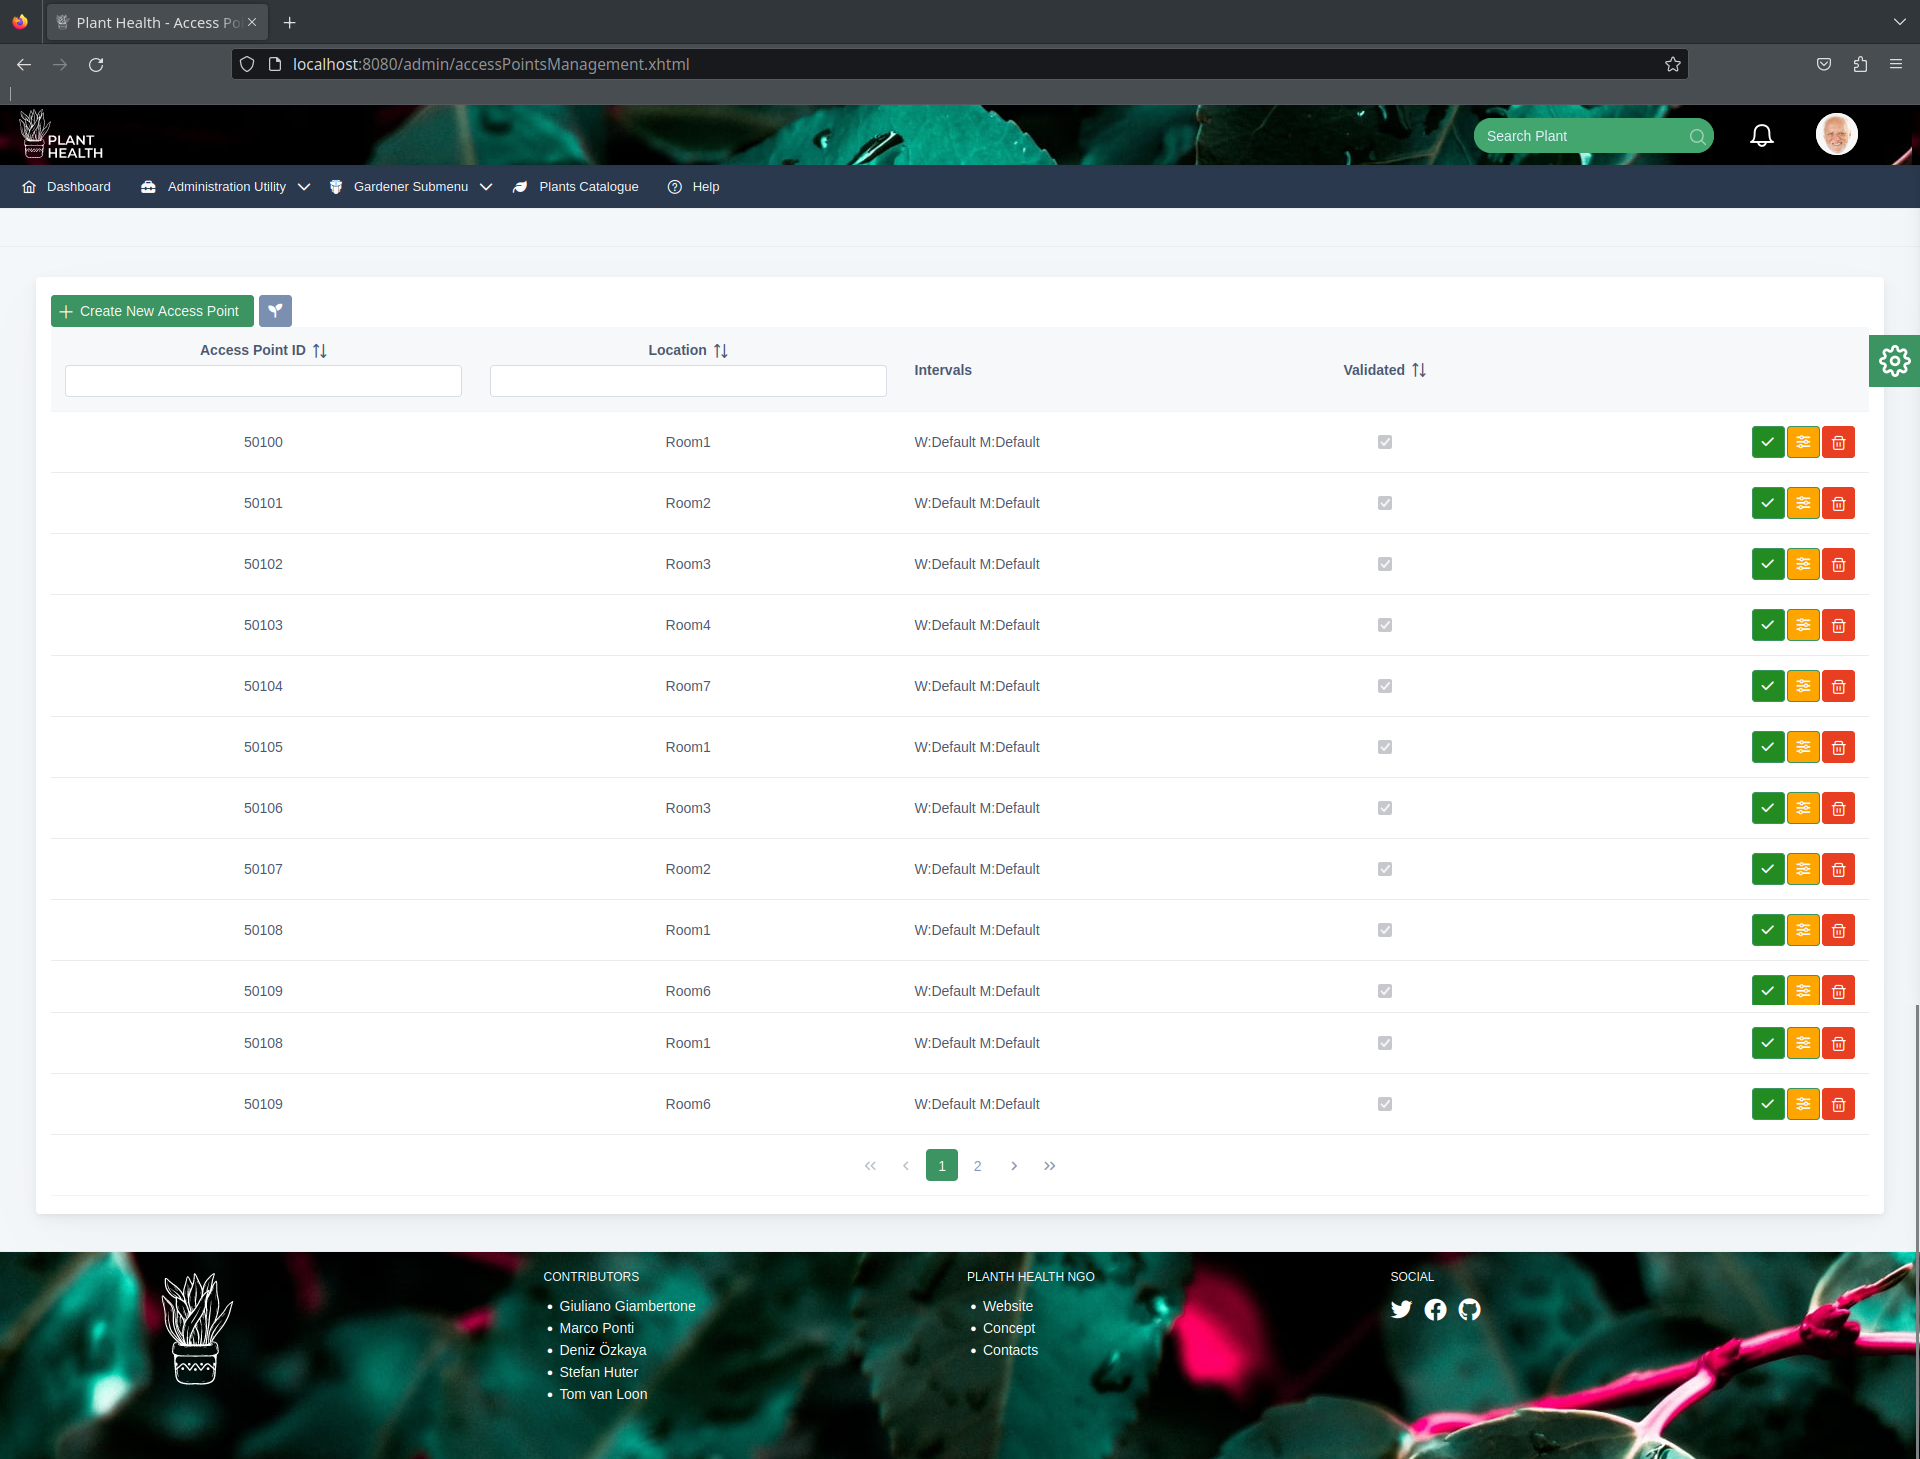 Plant Health - Access Po
localhost:8080/admin/accessPointsManagement.xhtml
PLANT
HEALTH
Search Plant
Dashboard
Administration Utility
Gardener Submenu
Plants Catalogue
Help
Create New Access Point
Access Point ID
Location
Intervals
Validated
50100 Room1 W:Default M:Default
50101 Room2 W:Default M:Default
50102 Room3 W:Default M:Default
50103 Room4 W:Default M:Default
50104 Room7 W:Default M:Default
50105 Room1 W:Default M:Default
50106 Room3 W:Default M:Default
50107 Room2 W:Default M:Default
50108 Room1 W:Default M:Default
50109 Room6 W:Default M:Default
50108 Room1 W:Default M:Default
50109 Room6 W:Default M:Default
1 2
CONTRIBUTORS
Giuliano Giambertone
Marco Ponti
Deniz Özkaya
Stefan Huter
Tom van Loon
PLANTH HEALTH NGO
Website
Concept
Contacts
SOCIAL